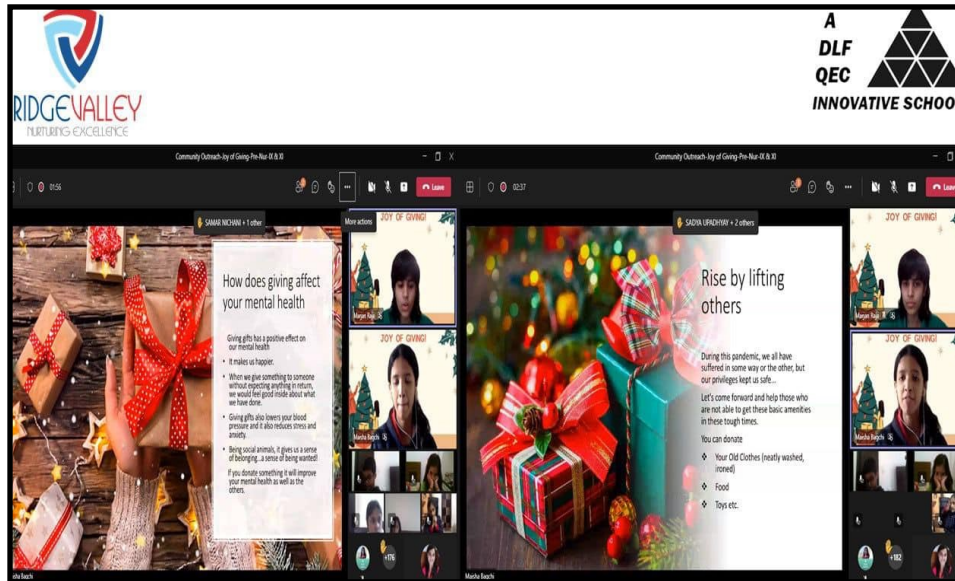 RIDGEVALLEY
NURTURING EXCELLENCE
A
DLF
QEC
INNOVATIVE SCHOO
Community Outreach-Joy of Giving-Pre-Nur-IX & XI
01:56
Leave
SAMAR NICHANI + 1 other
More actions
How does giving affect
your mental health
Giving gifts has a positive effect on
our mental health
• It makes us happier.
• When we give something to someone
without expecting anything in return,
we would feel good inside about what
we have done.
• Giving gifts also lowers your blood
pressure and it also reduces stress and
anxiety.
• Being social animals, it gives us a sense
of belonging...a sense of being wanted!
If you donate something it will improve
your mental health as well as the
others.
JOY OF GIVING!
Maryam Raja
JOY OF GIVING!
Maisha Bagchi
+176
isha Bagchi
Community Outreach-Joy of Giving-Pre-Nur-IX & XI
02:37
Leave
SADYA UPADHYAY + 2 others
Rise by lifting
others
During this pandemic, we all have
suffered in some way or the other, but
our privileges kept us safe...
Let's come forward and help those who
are not able to get these basic amenities
in these tough times.
You can donate
❖ Your Old Clothes (neatly washed,
ironed)
❖ Food
❖ Toys etc.
JOY OF GIVING!
Maryam Raja
JOY OF GIVING!
Maisha Bagchi
+182
Maisha Bagchi